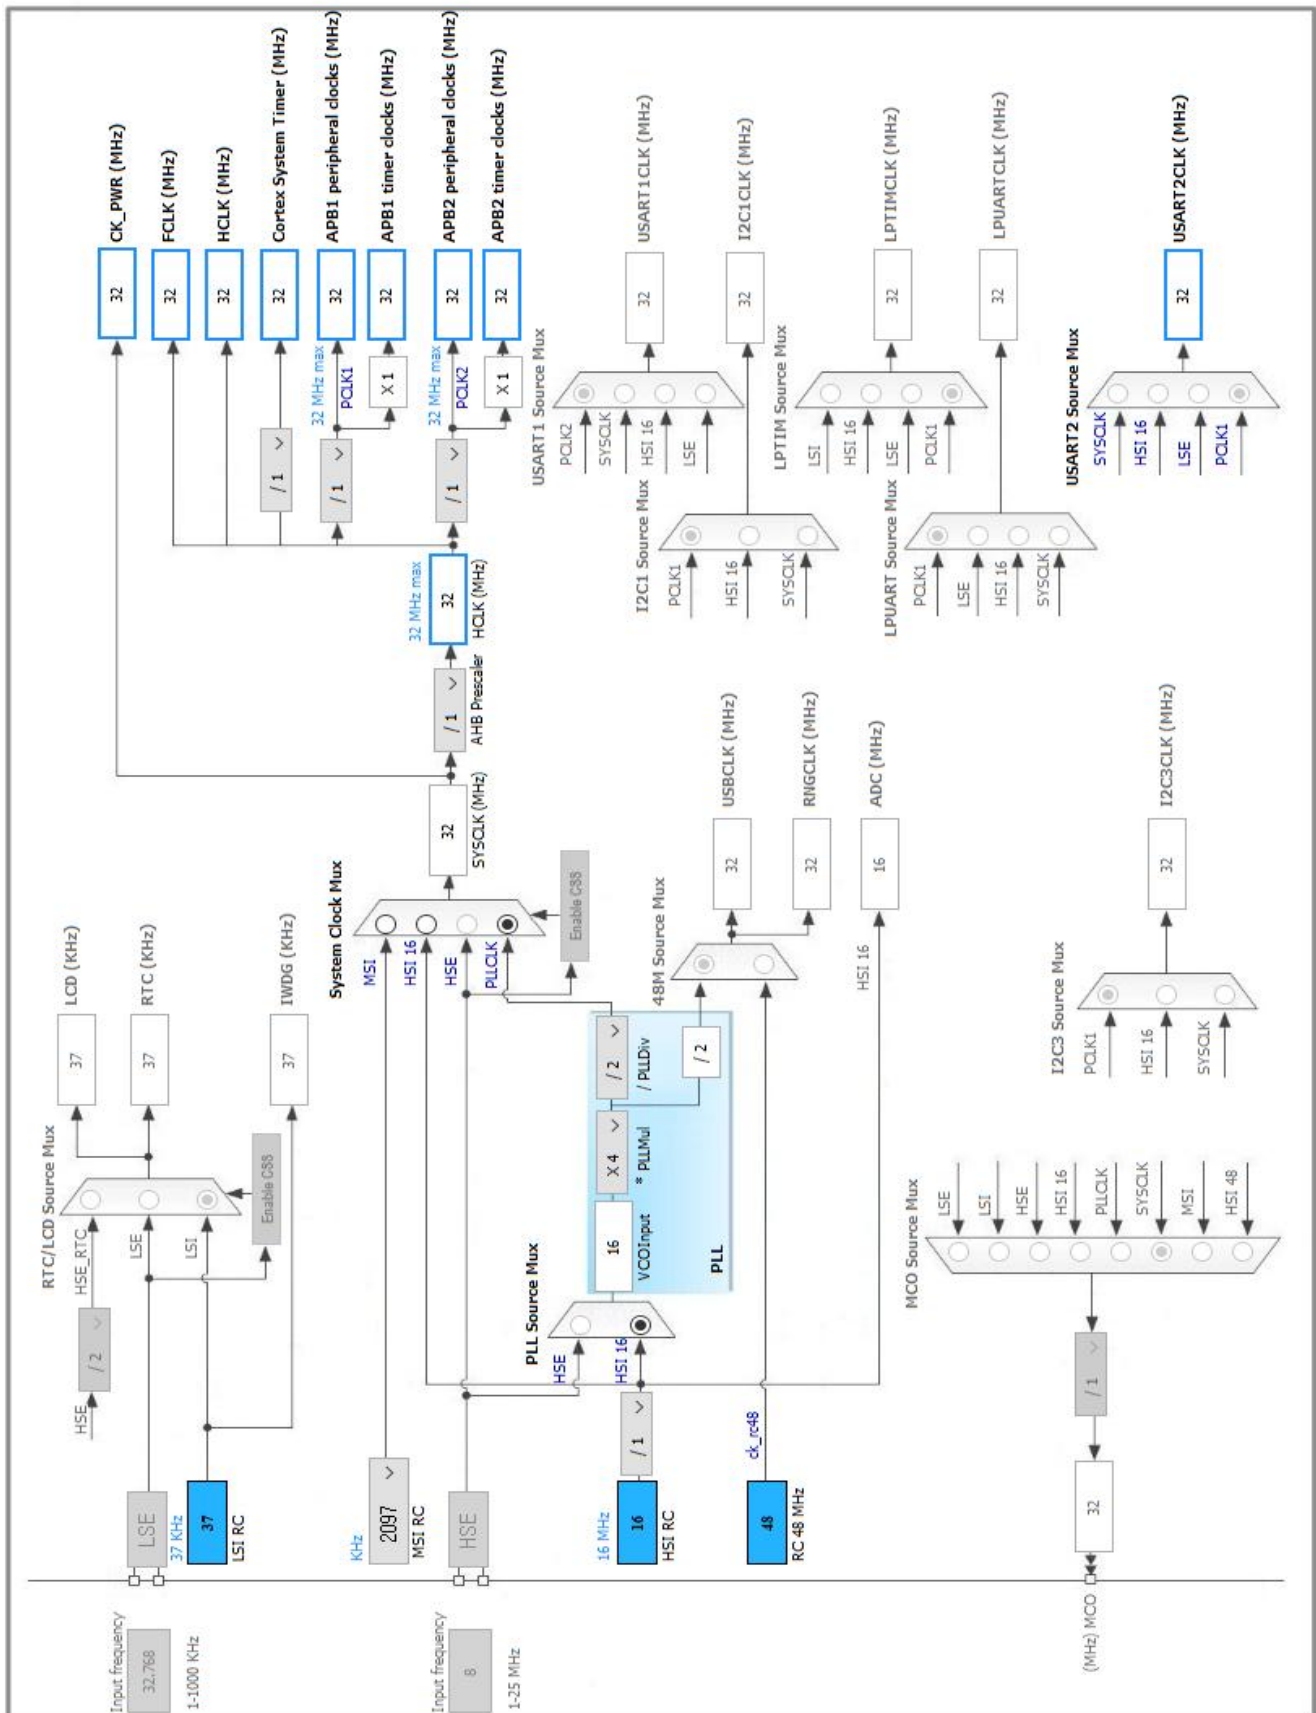 Input frequency
32.768
1-1000 KHz
LSE
37 KHz
37
LSI RC
HSE
/ 2
HSE_RTC
LSE
LSI
RTC/LCD Source Mux
Enable CSS
37
LCD (KHz)
37
RTC (KHz)
37
IWDG (KHz)
Input frequency
8
1-25 MHz
KHz
2097
MSI RC
HSE
16 MHz
16
HSI RC
/ 1
48
RC 48 MHz
ck_rc48
PLL Source Mux
HSE
HSI 16
16
VCOInput
X 4
* PLLMul
/ 2
/ PLLDiv
/ 2
PLL
System Clock Mux
MSI
HSI 16
HSE
PLLCLK
Enable CSS
48M Source Mux
32
USBCLK (MHz)
32
RNGCLK (MHz)
HSI 16
16
ADC (MHz)
32
SYSCLK (MHz)
/ 1
AHB Prescaler
32 MHz max
32
HCLK (MHz)
/ 1
/ 1
/ 1
32 MHz max
PCLK1
X 1
32 MHz max
PCLK2
X 1
32
CK_PWR (MHz)
32
FCLK (MHz)
32
HCLK (MHz)
32
Cortex System Timer (MHz)
32
APB1 peripheral clocks (MHz)
32
APB1 timer clocks (MHz)
32
APB2 peripheral clocks (MHz)
32
APB2 timer clocks (MHz)
USART1 Source Mux
PCLK2
SYSCLK
HSI 16
LSE
32
USART1CLK (MHz)
I2C1 Source Mux
PCLK1
HSI 16
SYSCLK
32
I2C1CLK (MHz)
LPTIM Source Mux
LSI
HSI 16
LSE
PCLK1
32
LPTIMCLK (MHz)
LPUART Source Mux
PCLK1
LSE
HSI 16
SYSCLK
32
LPUARTCLK (MHz)
USART2 Source Mux
SYSCLK
HSI 16
LSE
PCLK1
32
USART2CLK (MHz)
(MHz) MCO
32
/ 1
MCO Source Mux
LSE
LSI
HSE
HSI 16
PLLCLK
SYSCLK
MSI
HSI 48
I2C3 Source Mux
PCLK1
HSI 16
SYSCLK
32
I2C3CLK (MHz)